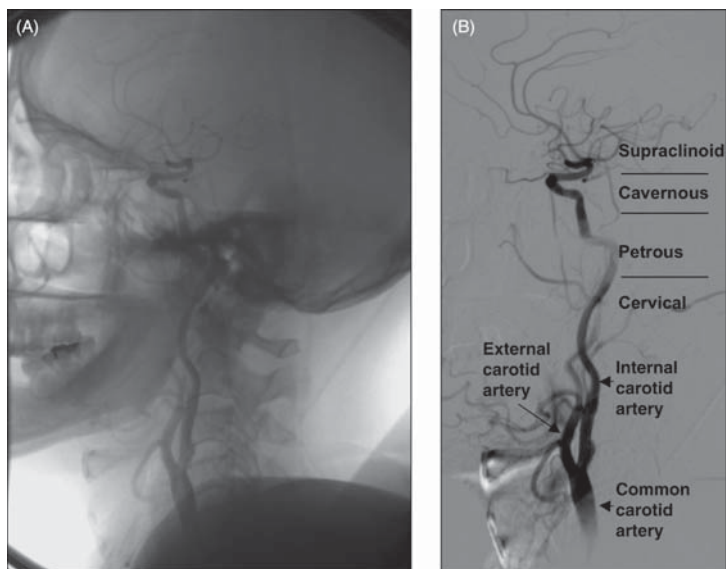 (A)
(B)
Supraclinoid
Cavernous
Petrous
Cervical
External
carotid
artery
Internal
carotid
artery
Common
carotid
artery